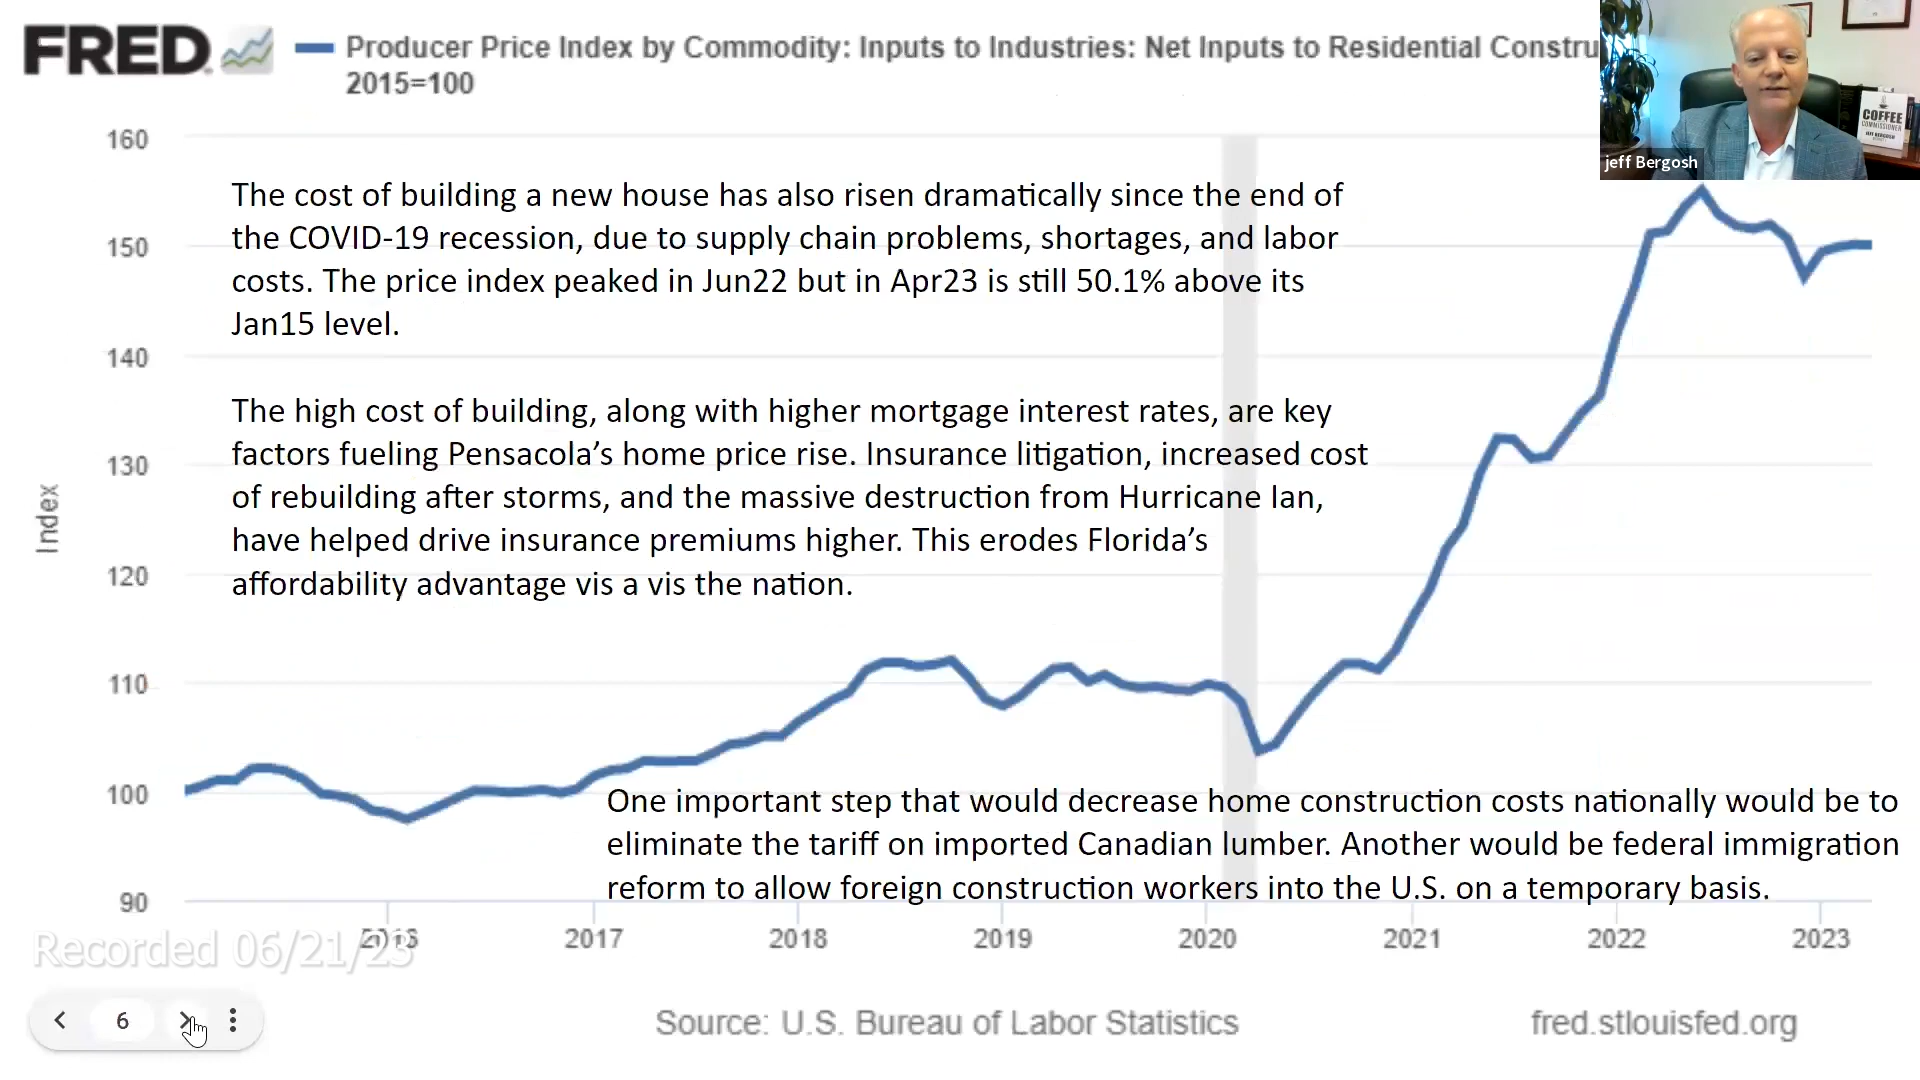 FRED
Producer Price Index by Commodity: Inputs to Industries: Net Inputs to Residential Constru
2015=100
COFFEE
COMMISSIONER
JEFF BERGOSH
jeff Bergosh
160
150
140
130
120
110
100
90
Index
The cost of building a new house has also risen dramatically since the end of
the COVID-19 recession, due to supply chain problems, shortages, and labor
costs. The price index peaked in Jun22 but in Apr23 is still 50.1% above its
Jan15 level.
The high cost of building, along with higher mortgage interest rates, are key
factors fueling Pensacola’s home price rise. Insurance litigation, increased cost
of rebuilding after storms, and the massive destruction from Hurricane Ian,
have helped drive insurance premiums higher. This erodes Florida’s
affordability advantage vis a vis the nation.
One important step that would decrease home construction costs nationally would be to
eliminate the tariff on imported Canadian lumber. Another would be federal immigration
reform to allow foreign construction workers into the U.S. on a temporary basis.
2016 2017 2018 2019 2020 2021 2022 2023
Recorded 06/21/23
6
Source: U.S. Bureau of Labor Statistics
fred.stlouisfed.org